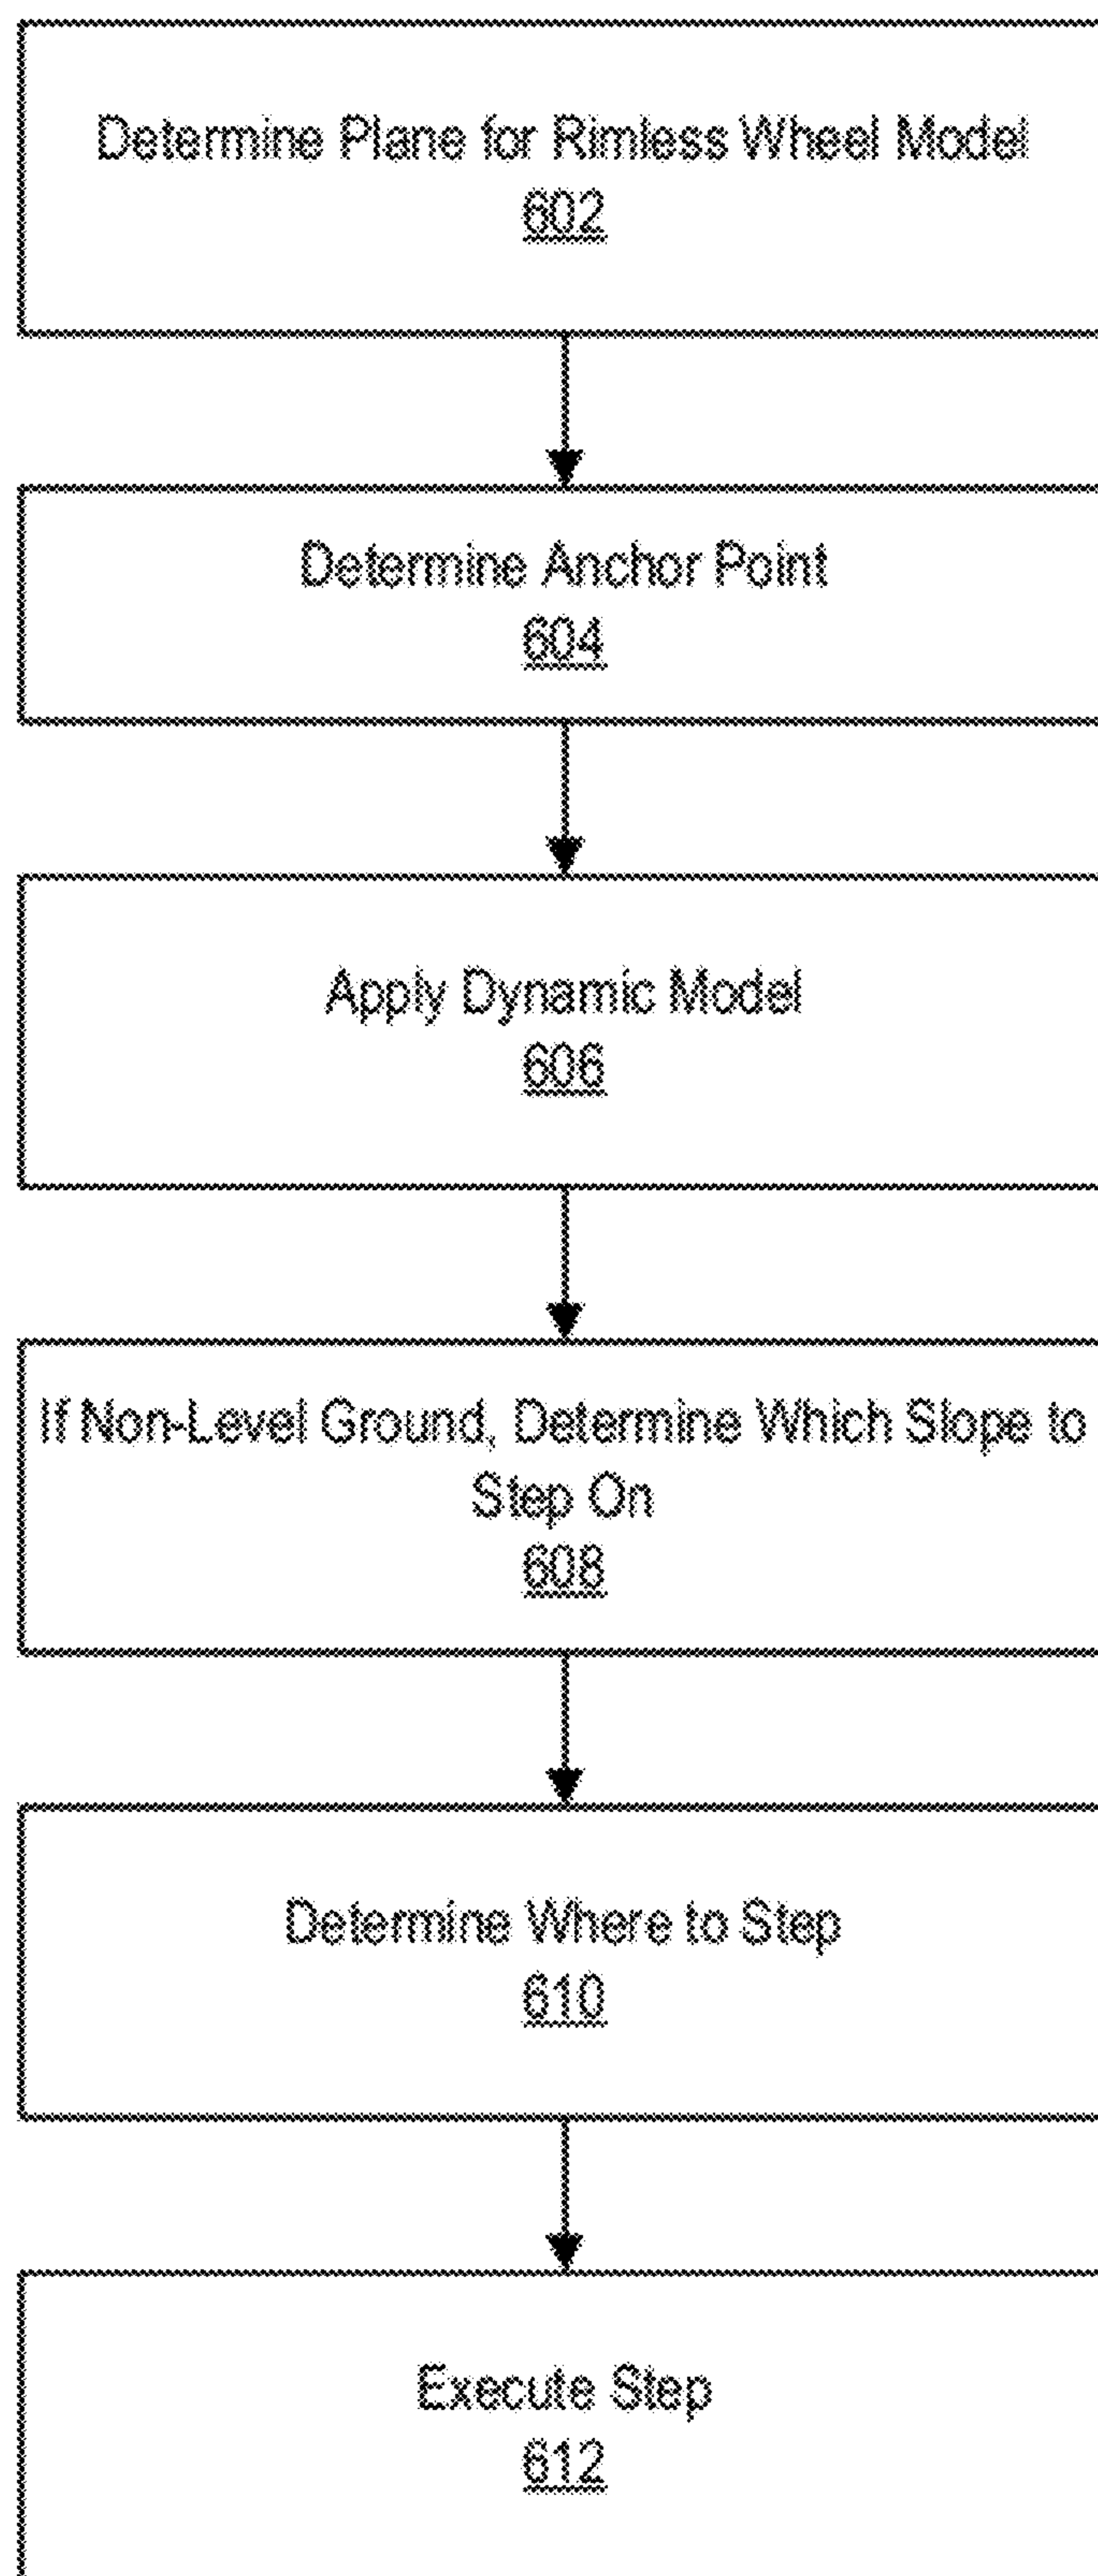 Determine Plane for Rimless Wheel Model
602
Determine Anchor Point
604
Apply Dynamic Model
606
If Non-Level Ground, Determine Which Slope to
Step On
608
Determine Where to Step
610
Execute Step
612